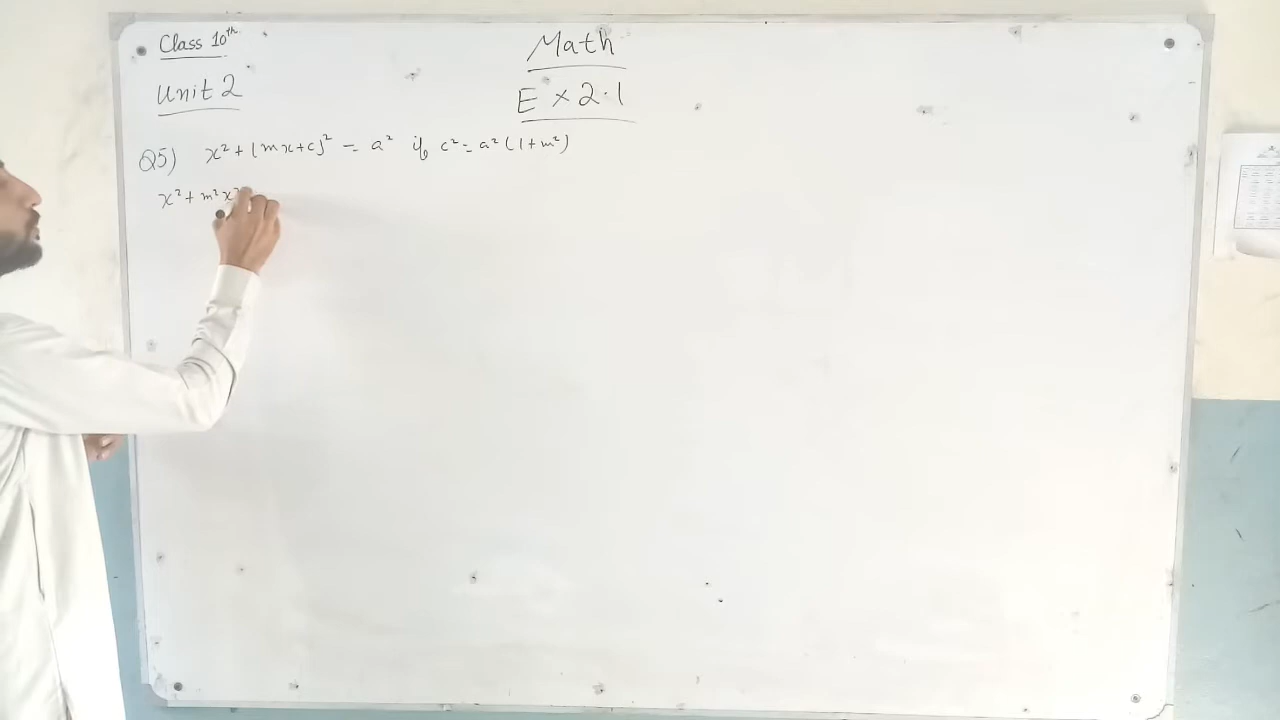 Class 10th
Math
Unit 2
Ex 2.1
Q5) x² + (mx+c)² = a² if c² = a²(1+m²)
x² + m²x²